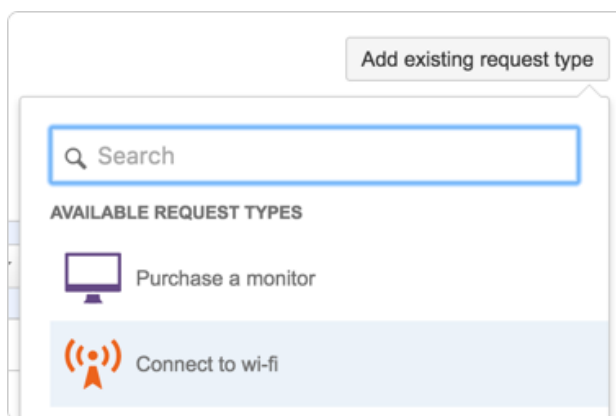 Add existing request type
Search
AVAILABLE REQUEST TYPES
Purchase a monitor
Connect to wi-fi